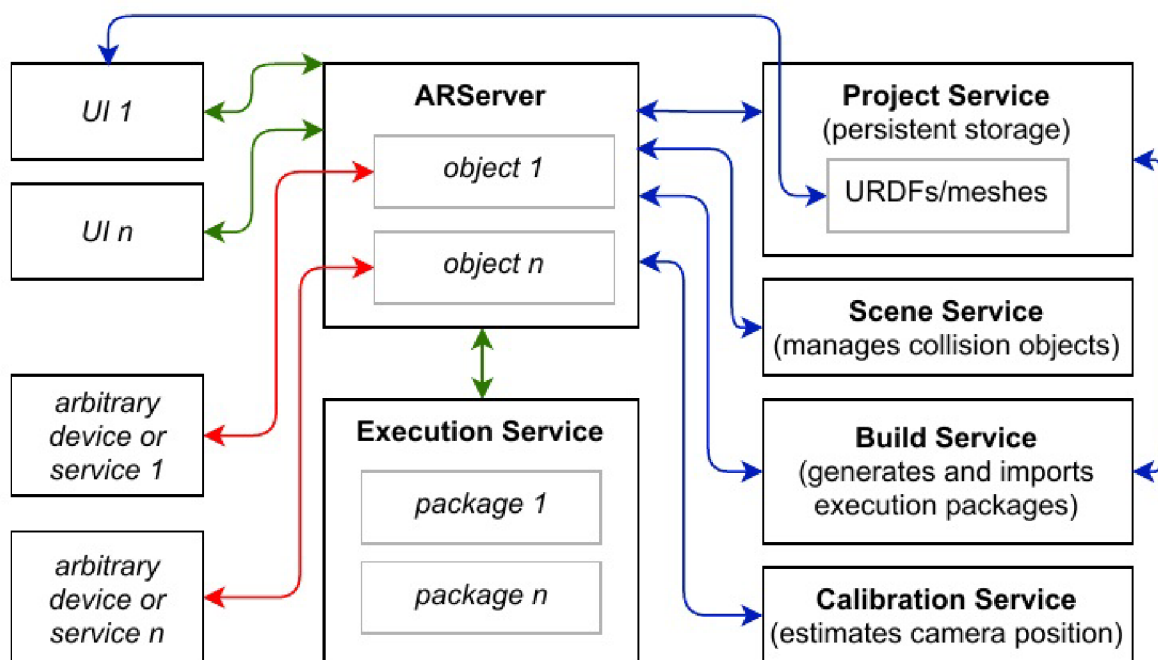 UI 1
UI n
arbitrary
device or
service 1
arbitrary
device or
service n
ARServer
object 1
object n
Execution Service
package 1
package n
Project Service
(persistent storage)
URDFs/meshes
Scene Service
(manages collision objects)
Build Service
(generates and imports
execution packages)
Calibration Service
(estimates camera position)